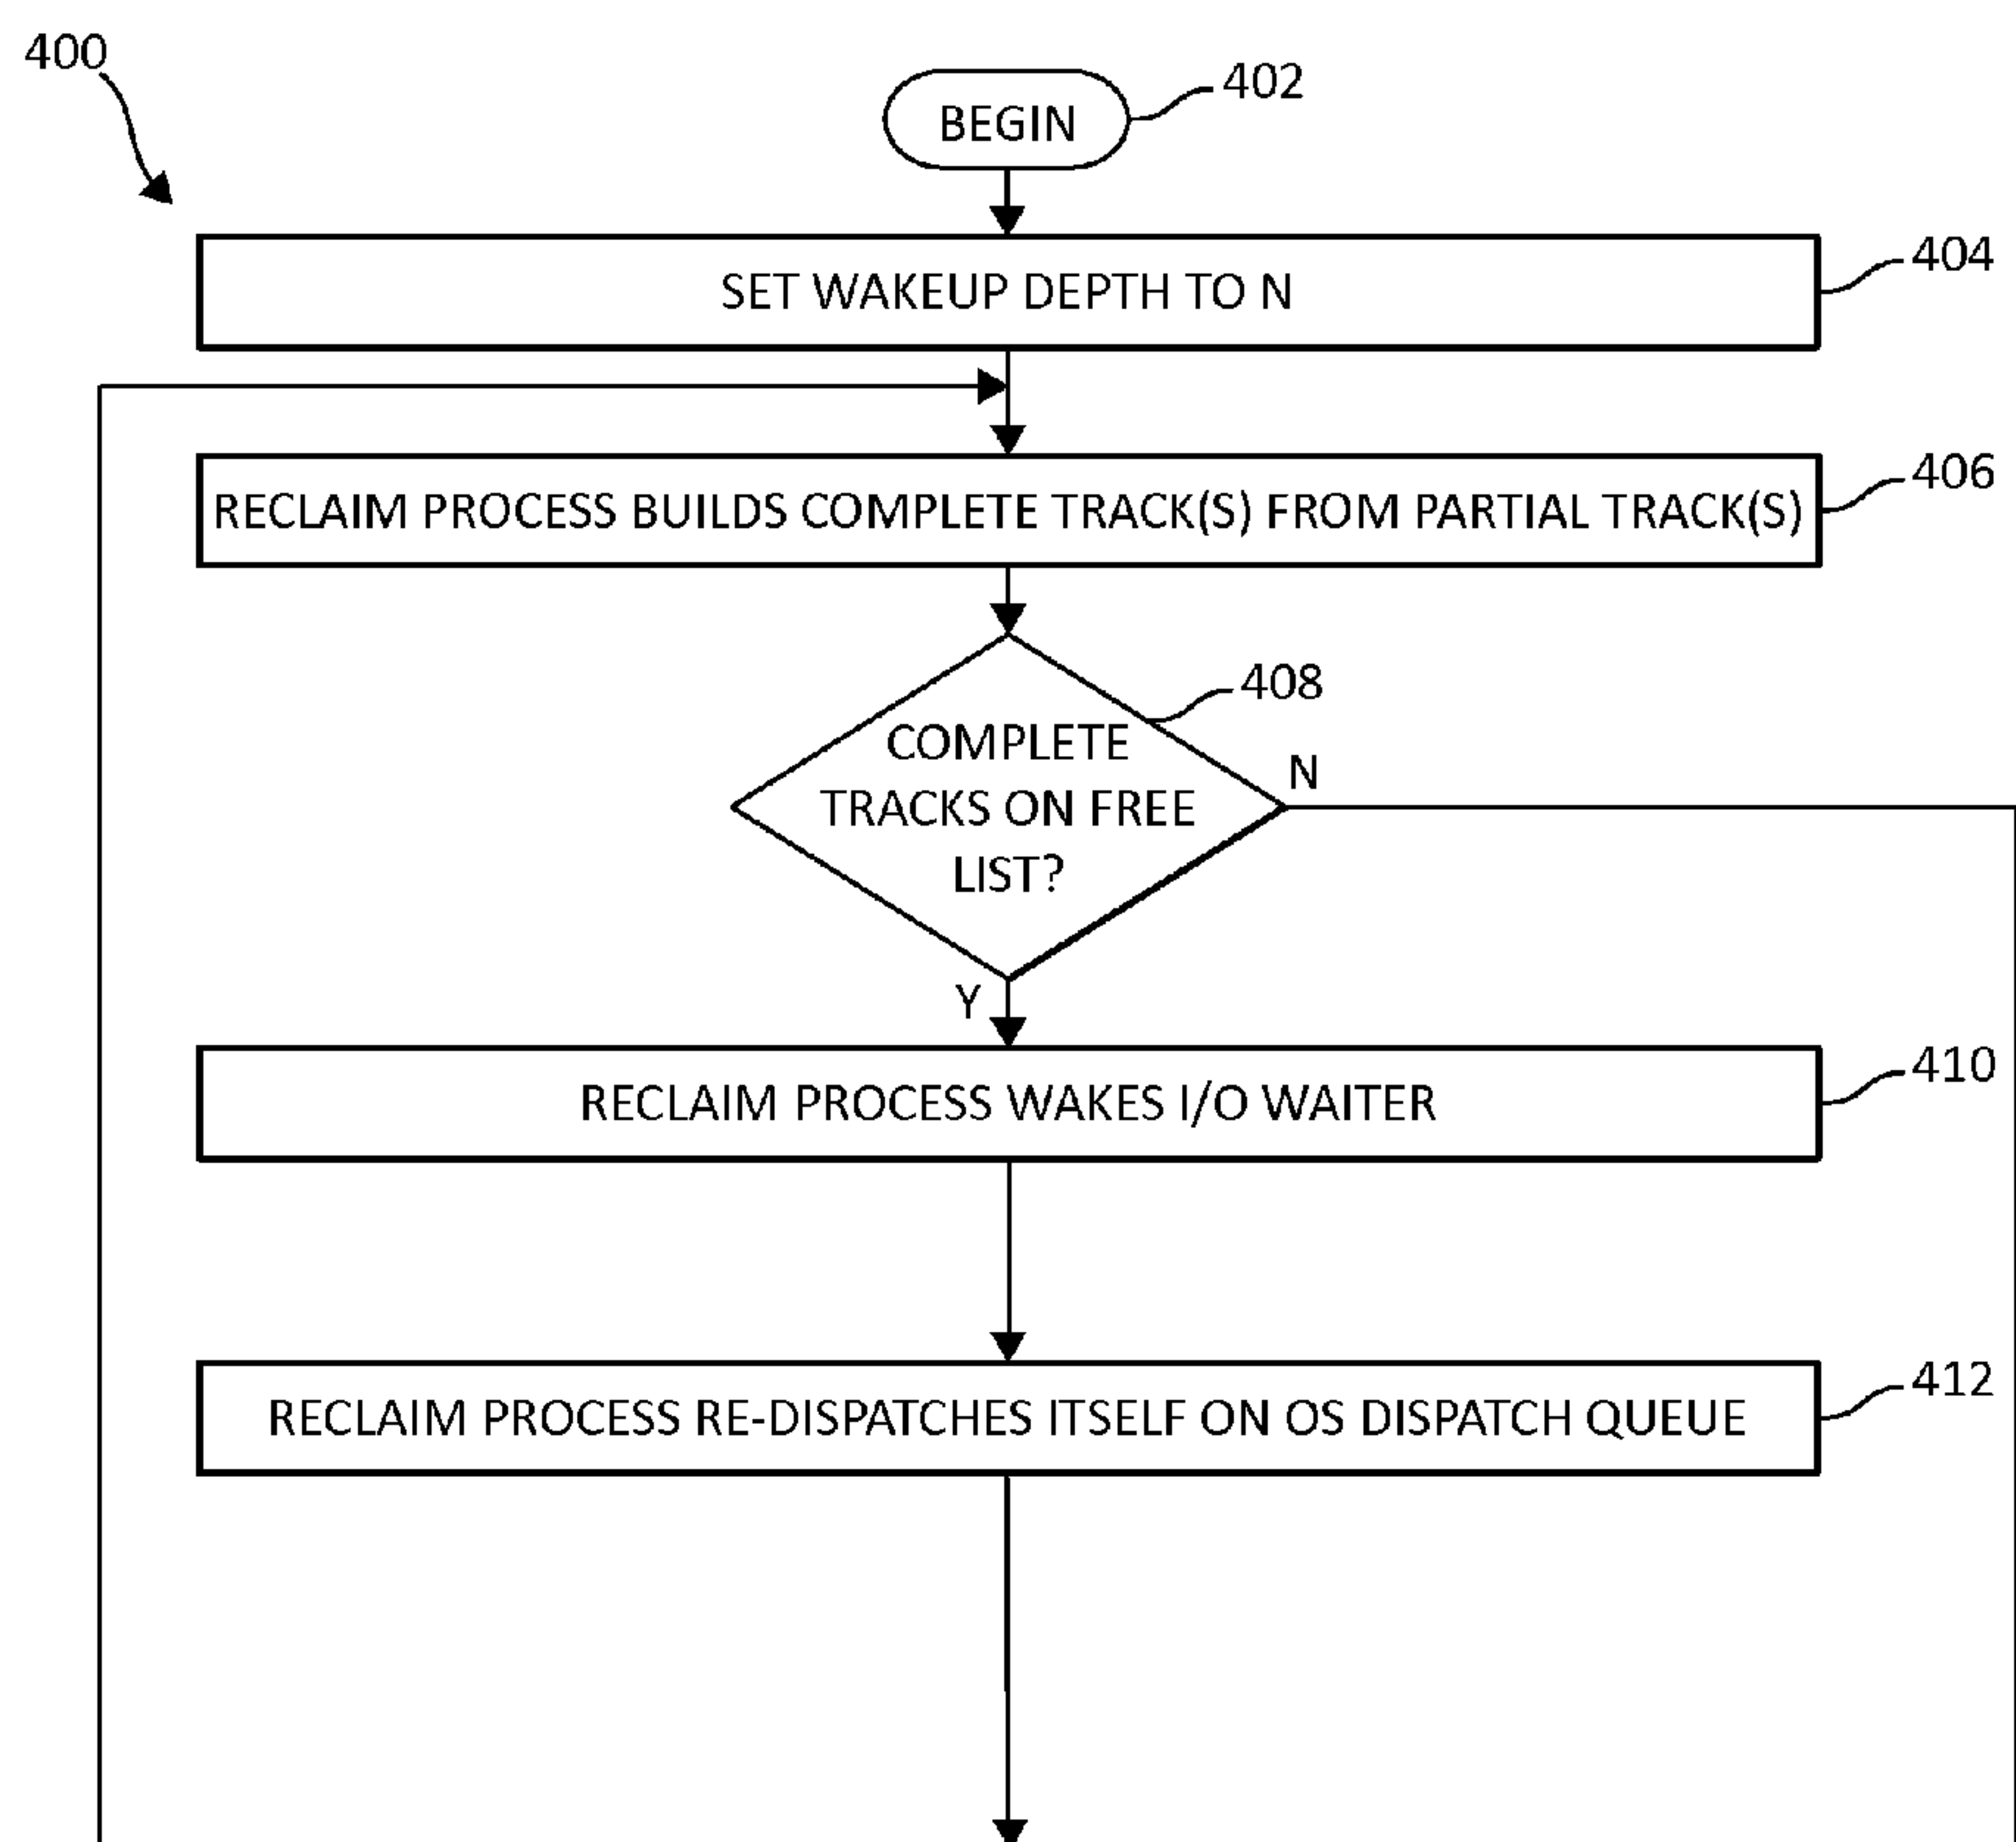 400
BEGIN
402
SET WAKEUP DEPTH TO N
404
RECLAIM PROCESS BUILDS COMPLETE TRACK(S) FROM PARTIAL TRACK(S)
406
408
COMPLETE
TRACKS ON FREE
LIST?
N
Y
RECLAIM PROCESS WAKES I/O WAITER
410
RECLAIM PROCESS RE-DISPATCHES ITSELF ON OS DISPATCH QUEUE
412